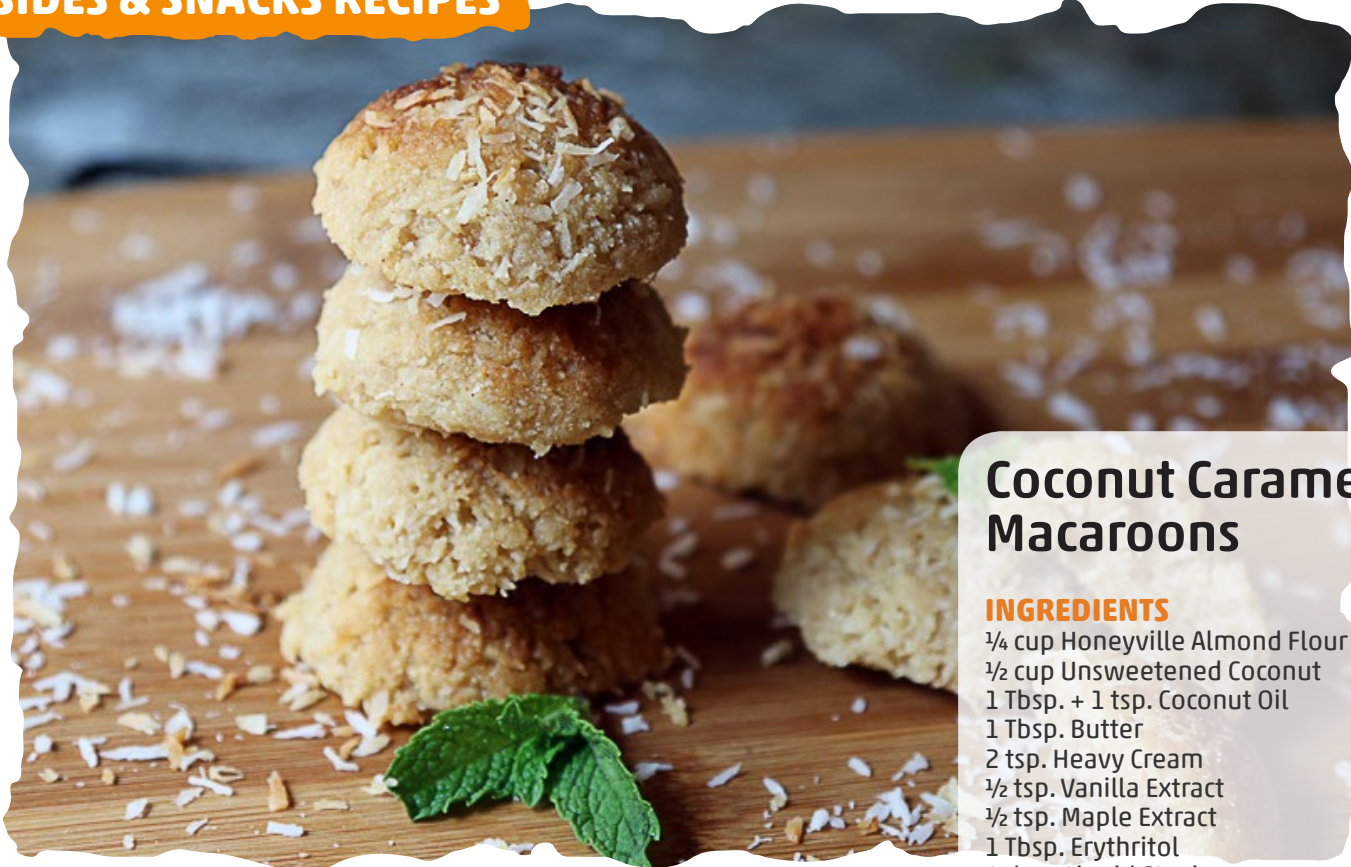 SIDES & SNACKS RECIPES
Coconut Carame
Macaroons
INGREDIENTS
¼ cup Honeyville Almond Flour
½ cup Unsweetened Coconut
1 Tbsp. + 1 tsp. Coconut Oil
1 Tbsp. Butter
2 tsp. Heavy Cream
½ tsp. Vanilla Extract
½ tsp. Maple Extract
1 Tbsp. Erythritol